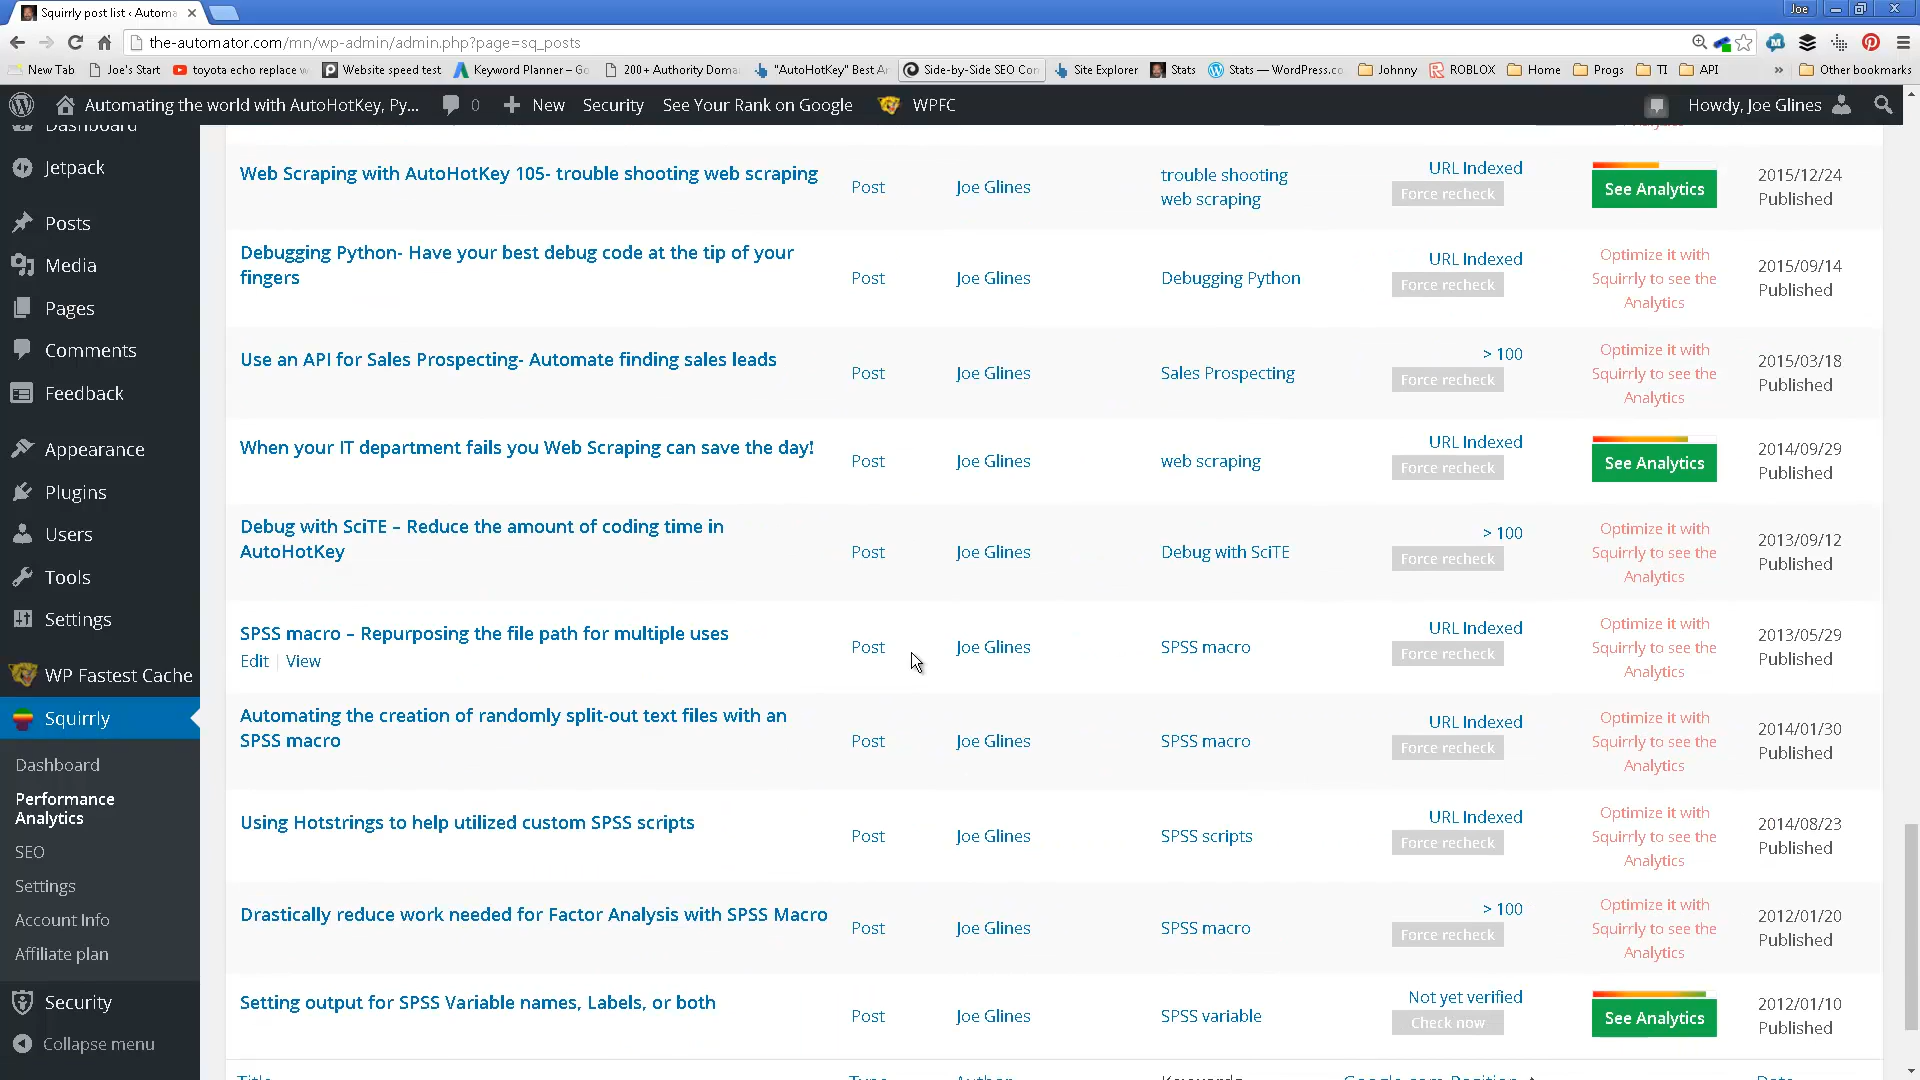 Squirrly post list ‹ Automa
Joe
the-automator.com/mn/wp-admin/admin.php?page=sq_posts
New Tab Joe's Start toyota echo replace Website speed test Keyword Planner – Go 200+ Authority Doma "AutoHotKey" Best Ar Side-by-Side SEO Con Site Explorer Stats Stats — WordPress.co Johnny ROBLOX Home Progs TI API » Other bookmarks
Automating the world with AutoHotKey, Py... 0 New Security See Your Rank on Google WPFC Howdy, Joe Glines
Dashboard
Jetpack
Posts
Media
Pages
Comments
Feedback
Appearance
Plugins
Users
Tools
Settings
WP Fastest Cache
Squirrly
Dashboard
Performance
Analytics
SEO
Settings
Account Info
Affiliate plan
Security
Collapse menu
Analytics
Web Scraping with AutoHotKey 105- trouble shooting web scraping
Post
Joe Glines
trouble shooting
web scraping
URL Indexed
Force recheck
See Analytics
2015/12/24
Published
Debugging Python- Have your best debug code at the tip of your
fingers
Post
Joe Glines
Debugging Python
URL Indexed
Force recheck
Optimize it with
Squirrly to see the
Analytics
2015/09/14
Published
Use an API for Sales Prospecting- Automate finding sales leads
Post
Joe Glines
Sales Prospecting
> 100
Force recheck
Optimize it with
Squirrly to see the
Analytics
2015/03/18
Published
When your IT department fails you Web Scraping can save the day!
Post
Joe Glines
web scraping
URL Indexed
Force recheck
See Analytics
2014/09/29
Published
Debug with SciTE – Reduce the amount of coding time in
AutoHotKey
Post
Joe Glines
Debug with SciTE
> 100
Force recheck
Optimize it with
Squirrly to see the
Analytics
2013/09/12
Published
SPSS macro – Repurposing the file path for multiple uses
Edit | View
Post
Joe Glines
SPSS macro
URL Indexed
Force recheck
Optimize it with
Squirrly to see the
Analytics
2013/05/29
Published
Automating the creation of randomly split-out text files with an
SPSS macro
Post
Joe Glines
SPSS macro
URL Indexed
Force recheck
Optimize it with
Squirrly to see the
Analytics
2014/01/30
Published
Using Hotstrings to help utilized custom SPSS scripts
Post
Joe Glines
SPSS scripts
URL Indexed
Force recheck
Optimize it with
Squirrly to see the
Analytics
2014/08/23
Published
Drastically reduce work needed for Factor Analysis with SPSS Macro
Post
Joe Glines
SPSS macro
> 100
Force recheck
Optimize it with
Squirrly to see the
Analytics
2012/01/20
Published
Setting output for SPSS Variable names, Labels, or both
Post
Joe Glines
SPSS variable
Not yet verified
Check now
See Analytics
2012/01/10
Published
Title Type Author Keywords Google.com Position Date